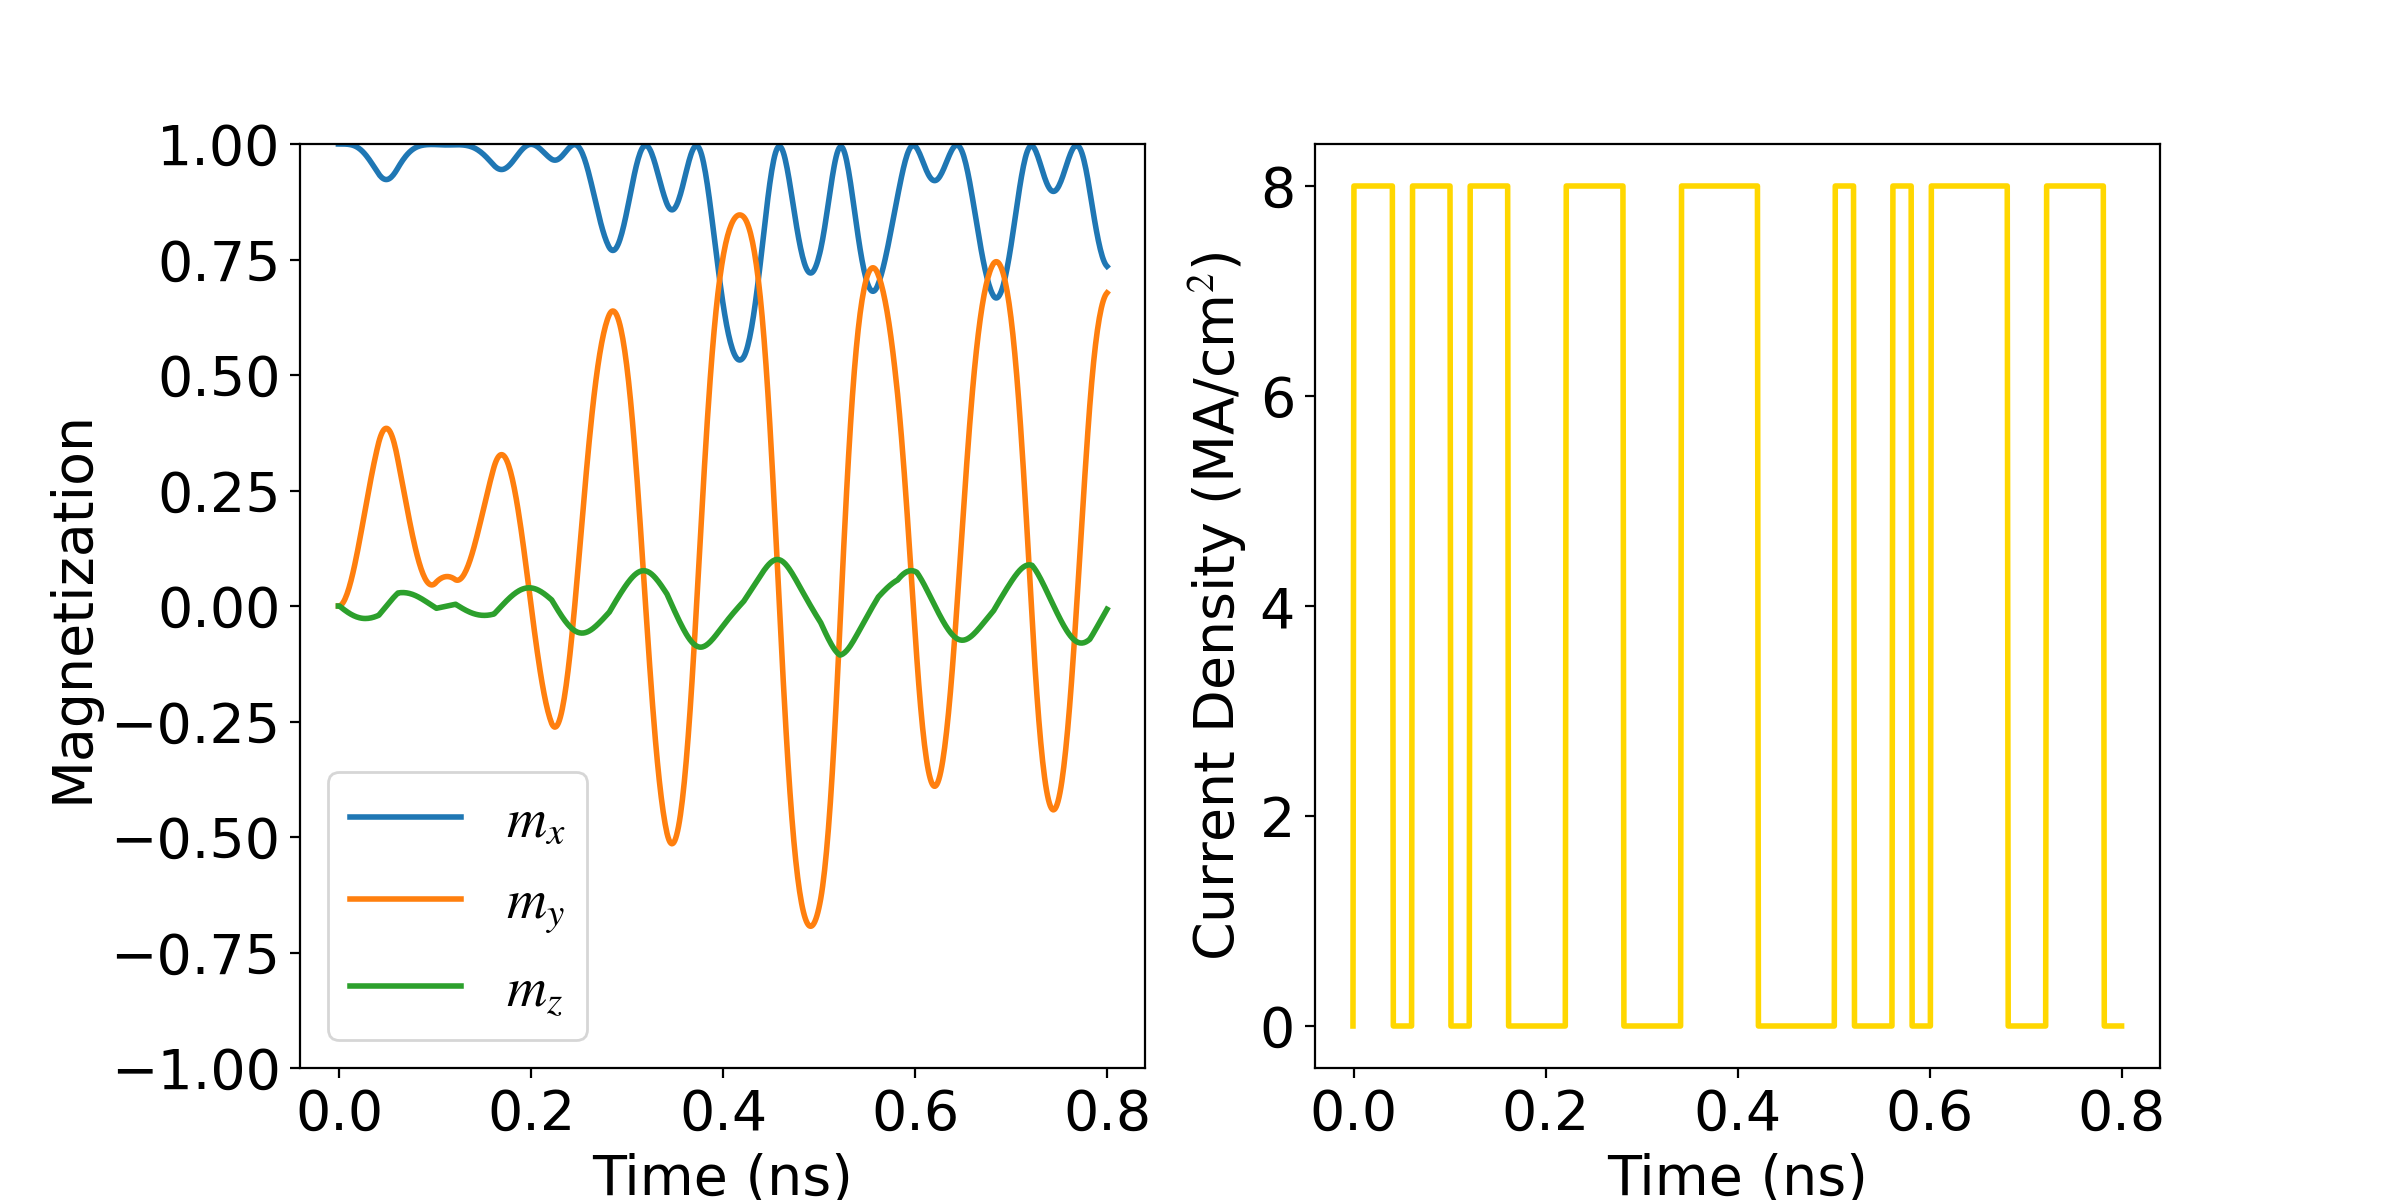 1.00
0.75
0.50
0.25
0.00
−0.25
−0.50
−0.75
−1.00
Magnetization
m_x
m_y
m_z
0.0 0.2 0.4 0.6 0.8
Time (ns)
8
6
4
2
0
Current Density (MA/cm²)
0.0 0.2 0.4 0.6 0.8
Time (ns)